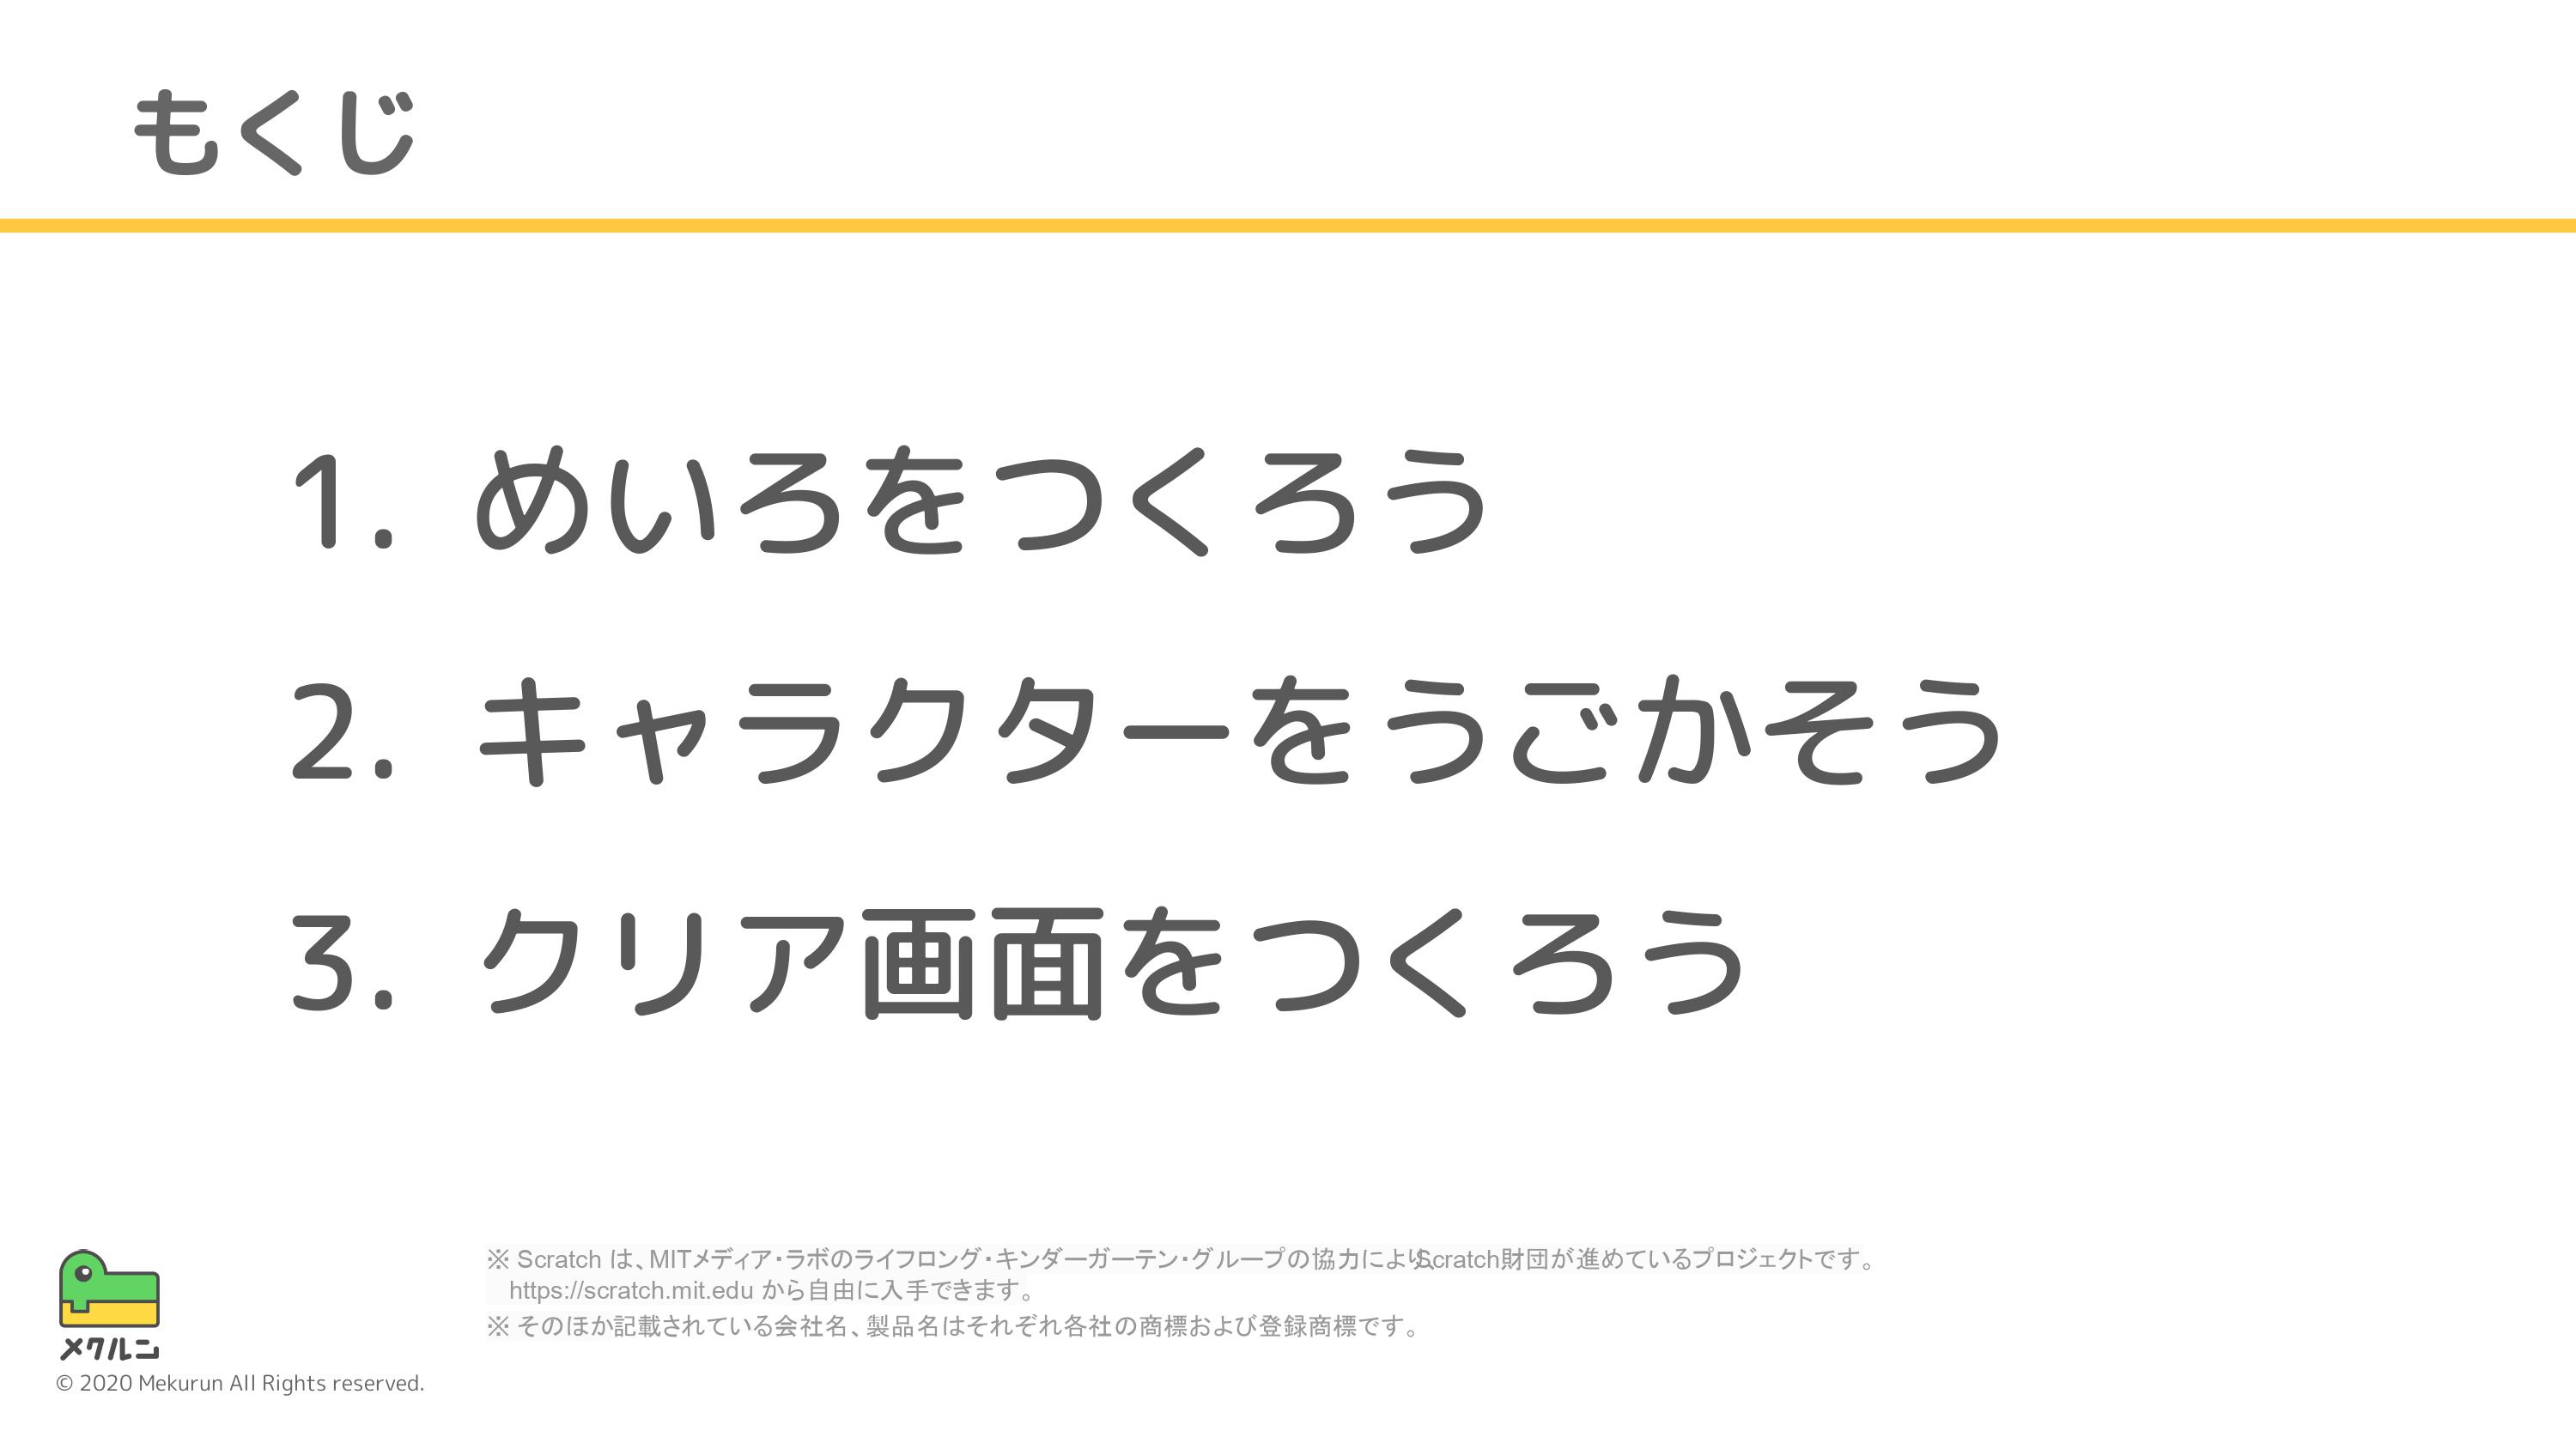 もくじ
1. めいろをつくろう
2. キャラクターをうごかそう
3. クリア画面をつくろう
※ Scratch は、MITメディア・ラボのライフロング・キンダーガーテン・グループの協力により、Scratch財団が進めているプロジェクトです。
https://scratch.mit.edu から自由に入手できます。
※ そのほか記載されている会社名、製品名はそれぞれ各社の商標および登録商標です。
メクルン
© 2020 Mekurun All Rights reserved.